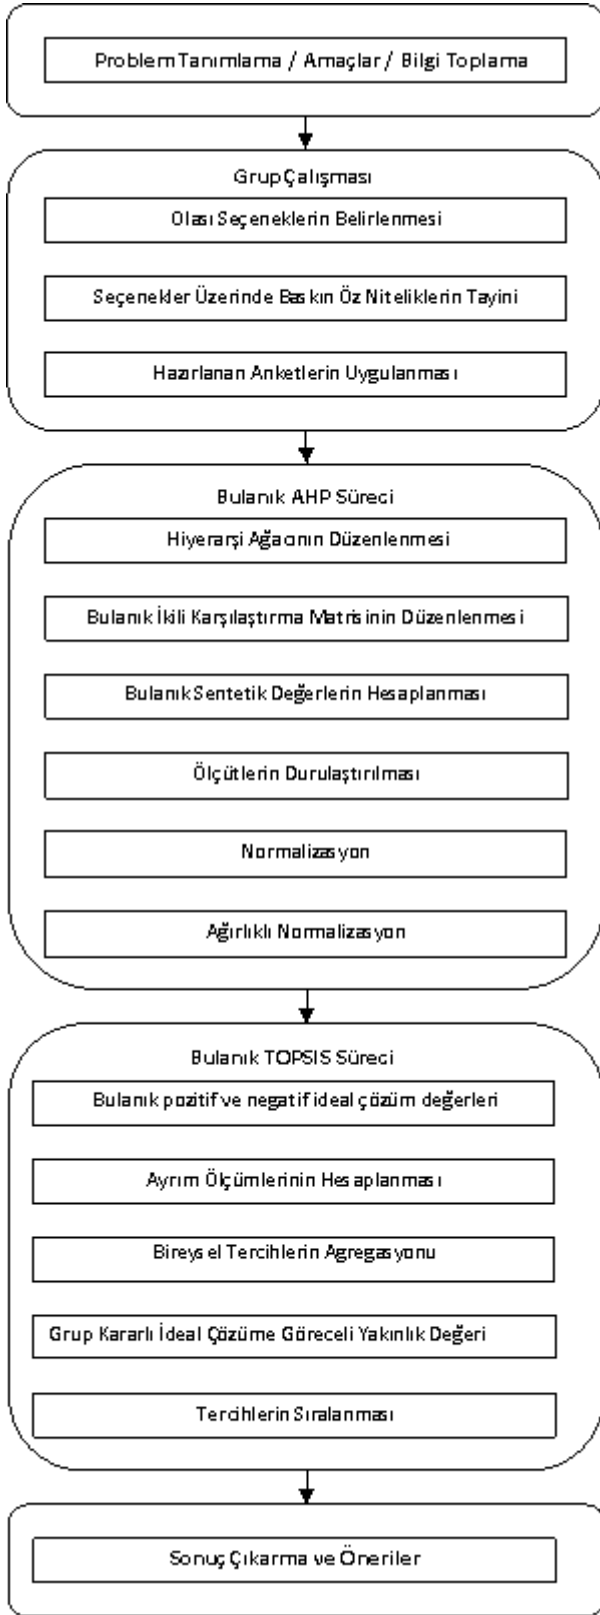 Problem Tanımlama / Amaçlar / Bilgi Toplama
Grup Çalışması
Olası Seçeneklerin Belirlenmesi
Seçenekler Üzerinde Baskın Öz Niteliklerin Tayini
Hazırlanan Anketlerin Uygulanması
Bulanık AHP Süreci
Hiyerarşi Ağacının Düzenlenmesi
Bulanık İkili Karşılaştırma Matrisinin Düzenlenmesi
Bulanık Sentetik Değerlerin Hesaplanması
Ölçütlerin Durulaştırılması
Normalizasyon
Ağırlıklı Normalizasyon
Bulanık TOPSIS Süreci
Bulanık pozitif ve negatif ideal çözüm değerleri
Ayrım Ölçümlerinin Hesaplanması
Bireysel Tercihlerin Agregasyonu
Grup Kararlı İdeal Çözüme Göreceli Yakınlık Değeri
Tercihlerin Sıralanması
Sonuç Çıkarma ve Öneriler